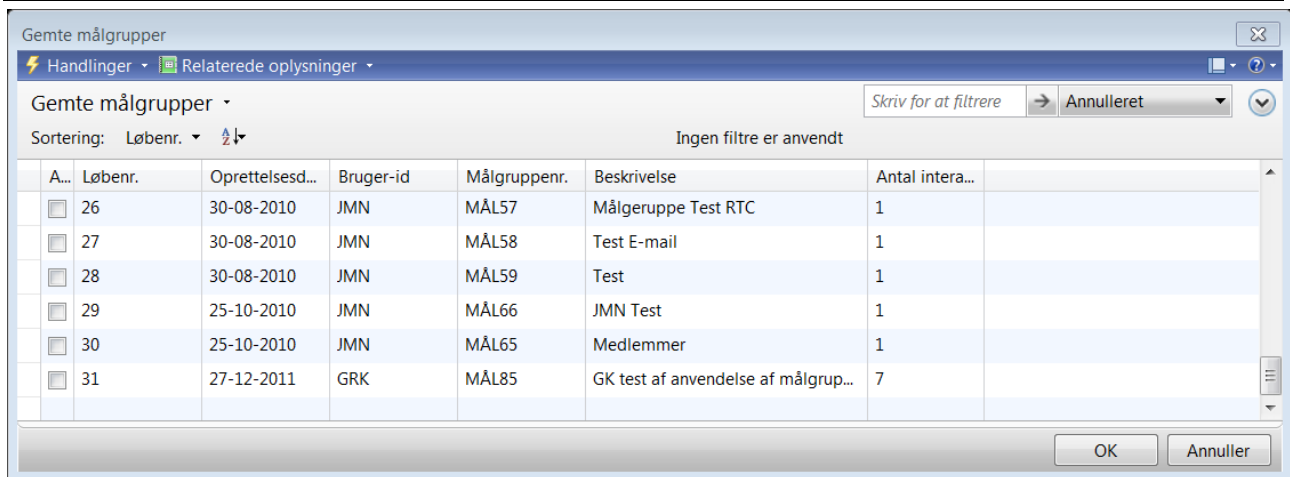 Gemte målgrupper
Handlinger Relaterede oplysninger
Gemte målgrupper Skriv for at filtrere Annulleret
Sortering: Løbenr. Ingen filtre er anvendt
A... Løbenr. Oprettelsesd... Bruger-id Målgruppenr. Beskrivelse Antal intera...
26 30-08-2010 JMN MÅL57 Målgeruppe Test RTC 1
27 30-08-2010 JMN MÅL58 Test E-mail 1
28 30-08-2010 JMN MÅL59 Test 1
29 25-10-2010 JMN MÅL66 JMN Test 1
30 25-10-2010 JMN MÅL65 Medlemmer 1
31 27-12-2011 GRK MÅL85 GK test af anvendelse af målgrup... 7
OK Annuller